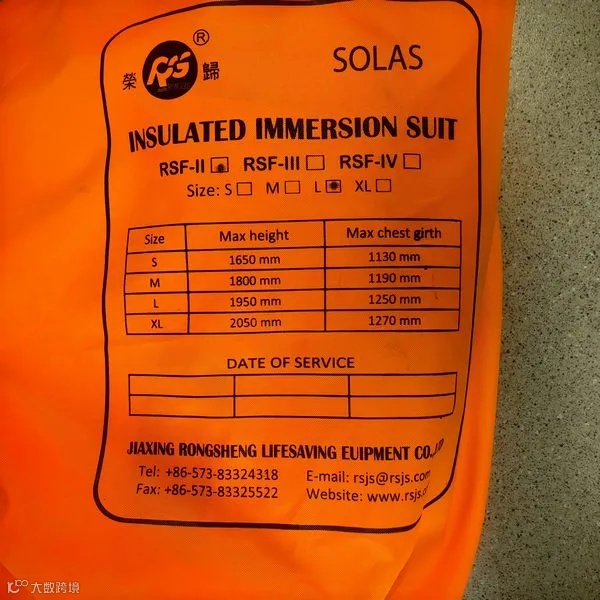 榮 RSG ® 歸
SOLAS
INSULATED IMMERSION SUIT
RSF-II RSF-III RSF-IV
Size: S M L XL
Size Max height Max chest girth
S 1650 mm 1130 mm
M 1800 mm 1190 mm
L 1950 mm 1250 mm
XL 2050 mm 1270 mm
DATE OF SERVICE
JIAXING RONGSHENG LIFESAVING EUIPMENT CO.,LTD
Tel: +86-573-83324318 E-mail: rsjs@rsjs.com
Fax: +86-573-83325522 Website: www.rsjs.c
大数跨境